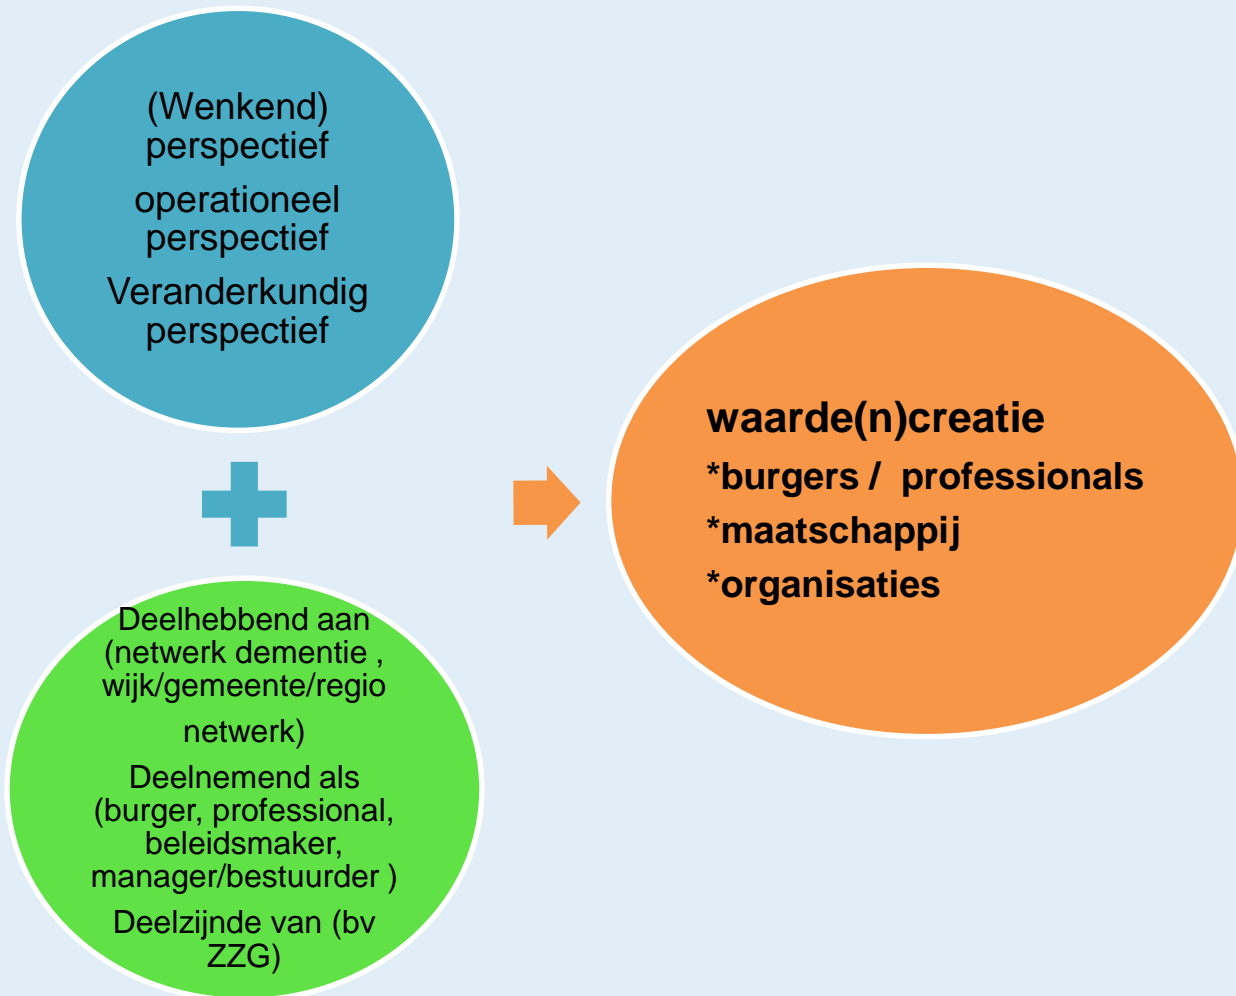 (Wenkend)
perspectief
operationeel
perspectief
Veranderkundig
perspectief
Deelhebbend aan
(netwerk dementie ,
wijk/gemeente/regio
netwerk)
Deelnemend als
(burger, professional,
beleidsmaker,
manager/bestuurder )
Deelzijnde van (bv
ZZG)
waarde(n)creatie
*burgers / professionals
*maatschappij
*organisaties